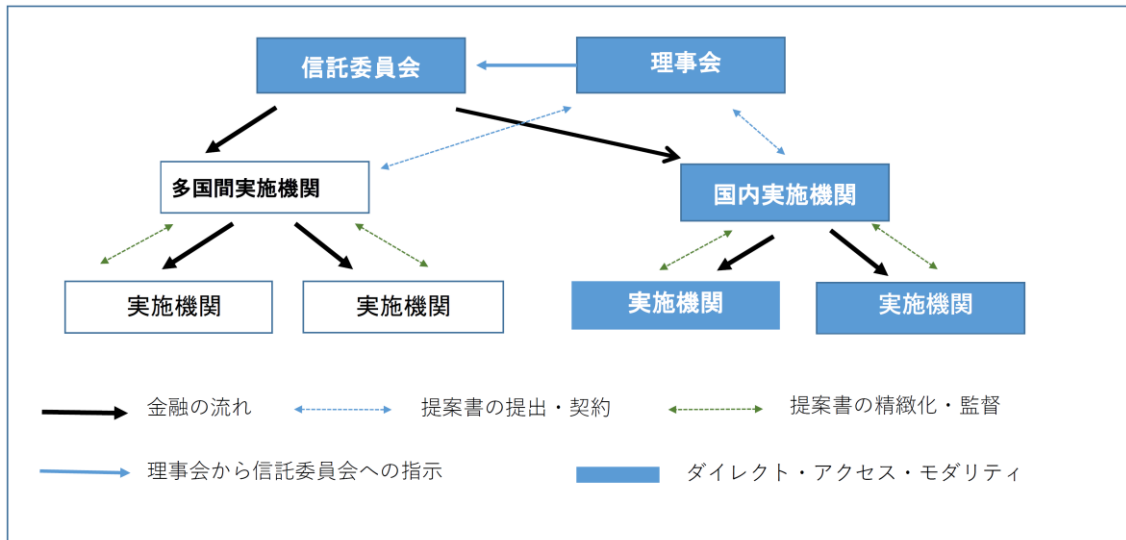 信託委員会
理事会
多国間実施機関
国内実施機関
実施機関
実施機関
実施機関
実施機関
金融の流れ
提案書の提出・契約
提案書の精緻化・監督
理事会から信託委員会への指示
ダイレクト・アクセス・モダリティ